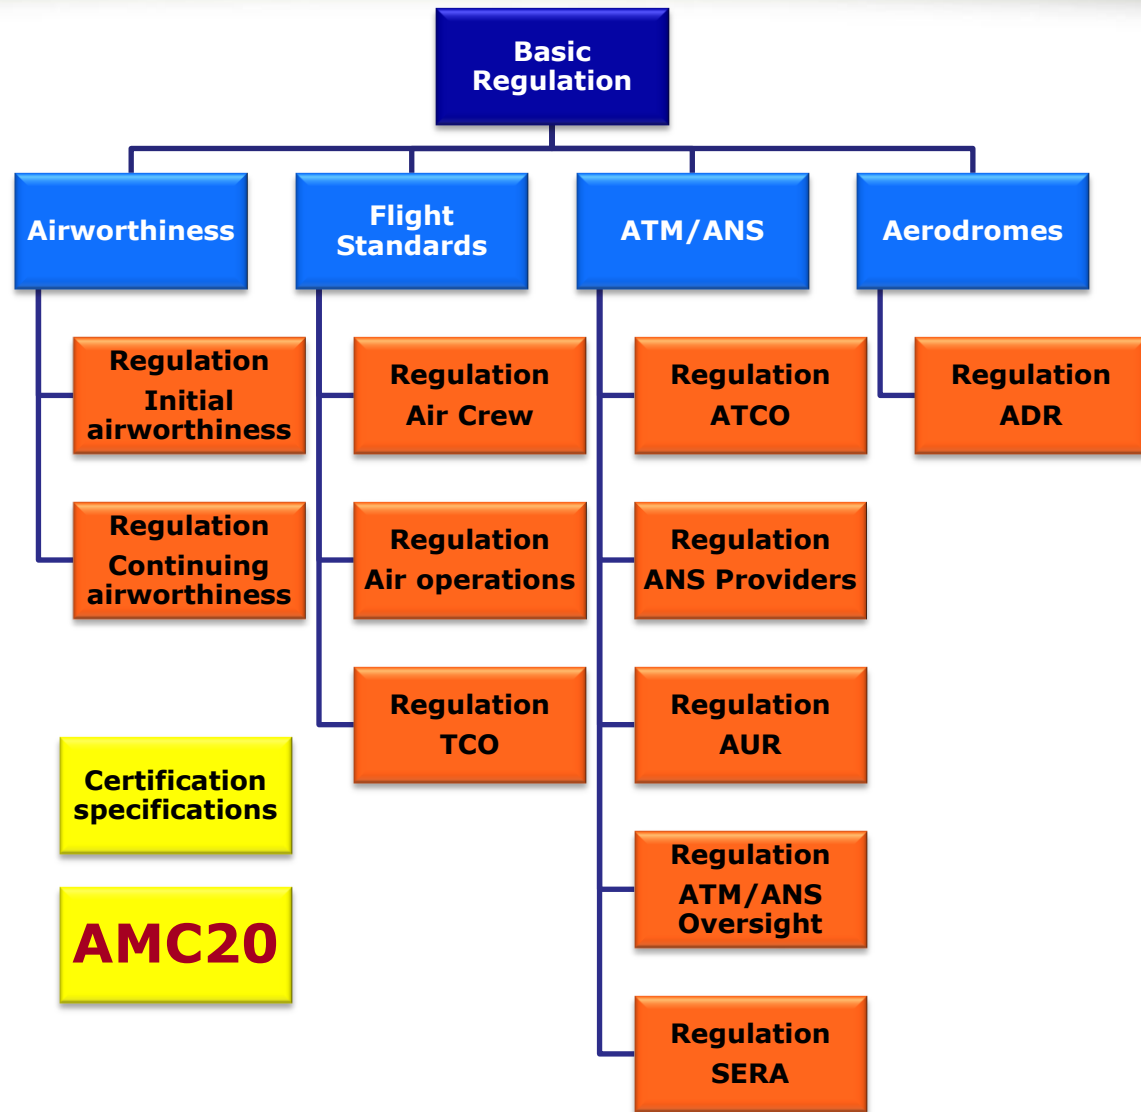 Basic
Regulation
Airworthiness
Flight
Standards
ATM/ANS
Aerodromes
Regulation
Initial
airworthiness
Regulation
Continuing
airworthiness
Regulation
Air Crew
Regulation
Air operations
Regulation
TCO
Regulation
ATCO
Regulation
ANS Providers
Regulation
AUR
Regulation
ATM/ANS
Oversight
Regulation
SERA
Regulation
ADR
Certification
specifications
AMC20